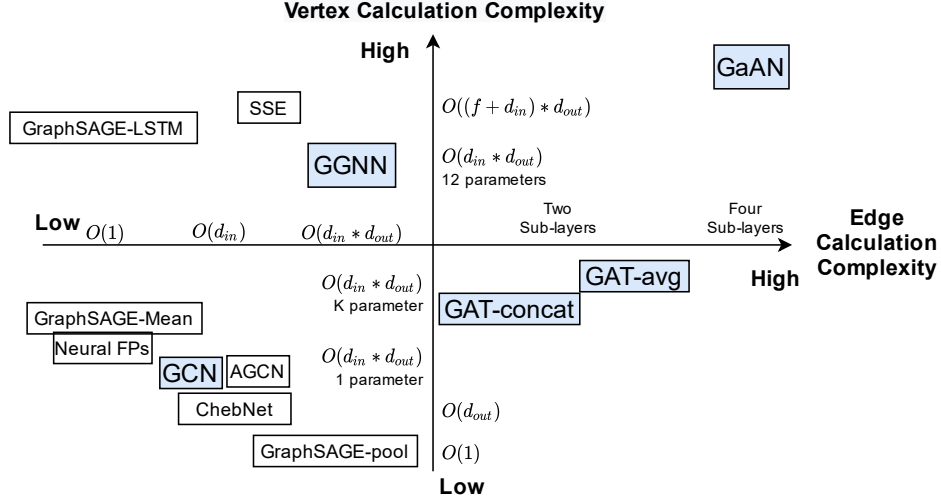 Vertex Calculation Complexity
High
GaAN
SSE
O((f + d_in) * d_out)
GraphSAGE-LSTM
GGNN
O(d_in * d_out)
12 parameters
Two
Sub-layers
Four
Sub-layers
Low
O(1)
O(d_in)
O(d_in * d_out)
Edge
Calculation
Complexity
High
O(d_in * d_out)
K parameter
GAT-avg
GAT-concat
GraphSAGE-Mean
Neural FPs
GCN
AGCN
O(d_in * d_out)
1 parameter
ChebNet
O(d_out)
GraphSAGE-pool
O(1)
Low